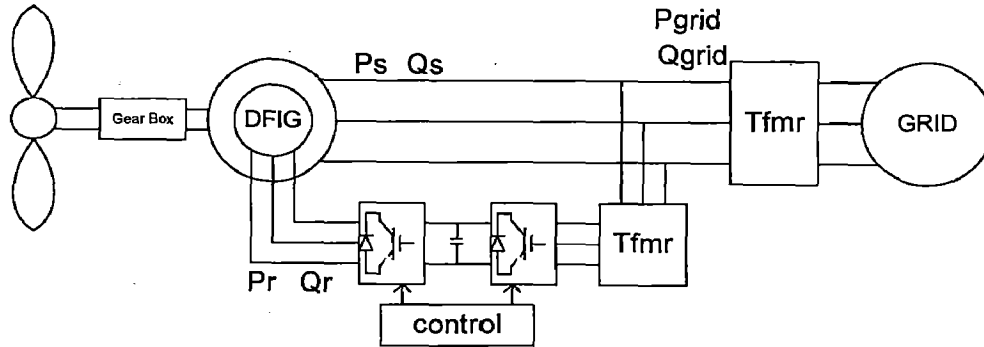 Pgrid
Qgrid
Ps Qs
Gear Box
DFIG
Tfmr
GRID
Tfmr
Pr Qr
control